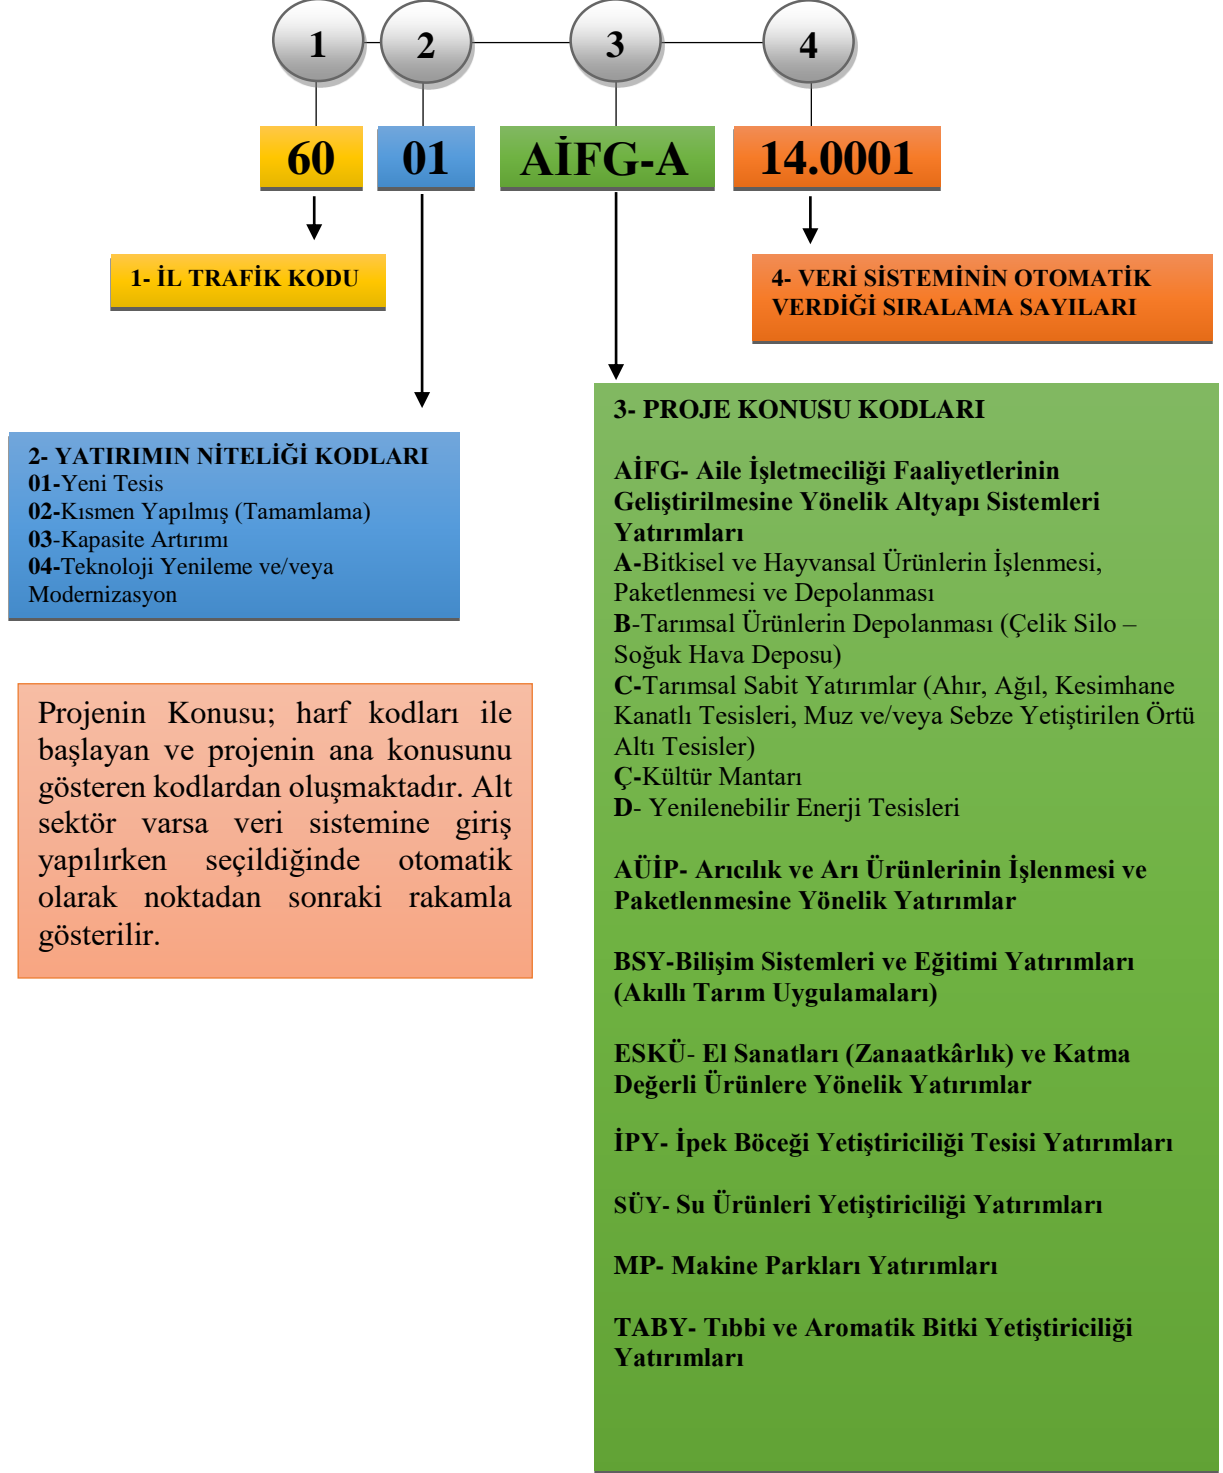 1 2 3 4
60 01 AİFG-A 14.0001
1- İL TRAFİK KODU
4- VERİ SİSTEMİNİN OTOMATİK
VERDİĞİ SIRALAMA SAYILARI
2- YATIRIMIN NİTELİĞİ KODLARI
01-Yeni Tesis
02-Kısmen Yapılmış (Tamamlama)
03-Kapasite Artırımı
04-Teknoloji Yenileme ve/veya
Modernizasyon
Projenin Konusu; harf kodları ile
başlayan ve projenin ana konusunu
gösteren kodlardan oluşmaktadır. Alt
sektör varsa veri sistemine giriş
yapılırken seçildiğinde otomatik
olarak noktadan sonraki rakamla
gösterilir.
3- PROJE KONUSU KODLARI
AİFG- Aile İşletmeciliği Faaliyetlerinin
Geliştirilmesine Yönelik Altyapı Sistemleri
Yatırımları
A-Bitkisel ve Hayvansal Ürünlerin İşlenmesi,
Paketlenmesi ve Depolanması
B-Tarımsal Ürünlerin Depolanması (Çelik Silo –
Soğuk Hava Deposu)
C-Tarımsal Sabit Yatırımlar (Ahır, Ağıl, Kesimhane
Kanatlı Tesisleri, Muz ve/veya Sebze Yetiştirilen Örtü
Altı Tesisler)
Ç-Kültür Mantarı
D- Yenilenebilir Enerji Tesisleri
AÜİP- Arıcılık ve Arı Ürünlerinin İşlenmesi ve
Paketlenmesine Yönelik Yatırımlar
BSY-Bilişim Sistemleri ve Eğitimi Yatırımları
(Akıllı Tarım Uygulamaları)
ESKÜ- El Sanatları (Zanaatkârlık) ve Katma
Değerli Ürünlere Yönelik Yatırımlar
İPY- İpek Böceği Yetiştiriciliği Tesisi Yatırımları
SÜY- Su Ürünleri Yetiştiriciliği Yatırımları
MP- Makine Parkları Yatırımları
TABY- Tıbbi ve Aromatik Bitki Yetiştiriciliği
Yatırımları